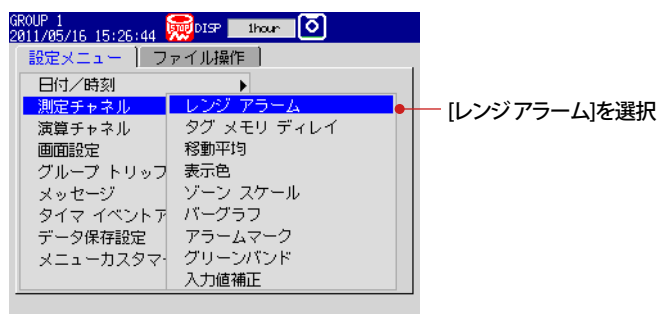 GROUP 1
2011/05/16 15:26:44 STOP DISP 1hour
設定メニュー ファイル操作
日付／時刻
測定チャネル
演算チャネル
画面設定
グループ トリップ
メッセージ
タイマ イベントア
データ保存設定
メニューカスタマ
レンジ アラーム
タグ メモリ ディレイ
移動平均
表示色
ゾーン スケール
バーグラフ
アラームマーク
グリーンバンド
入力値補正
[レンジアラーム]を選択